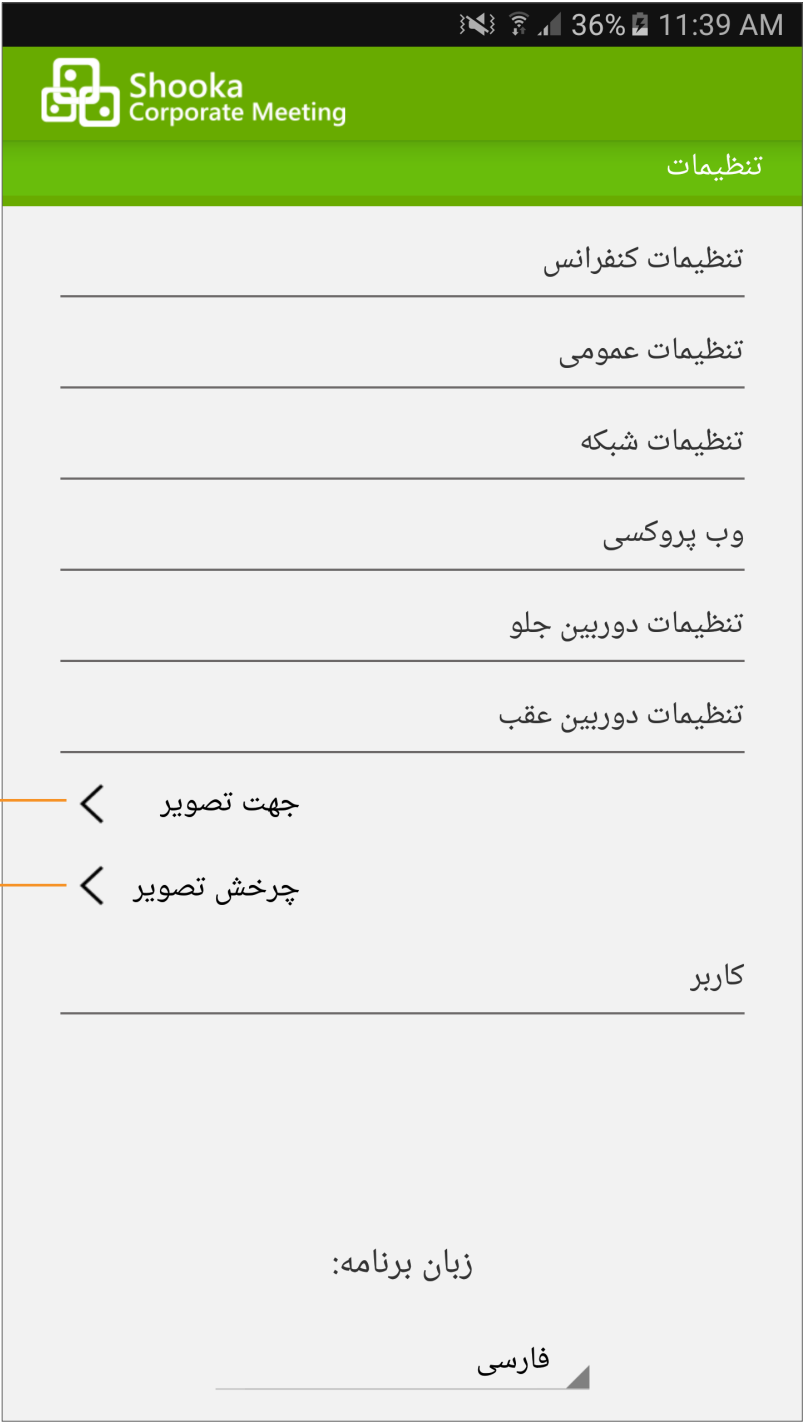 36% 11:39 AM
Shooka
Corporate Meeting
تنظیمات
تنظیمات کنفرانس
تنظیمات عمومی
تنظیمات شبکه
وب پروکسی
تنظیمات دوربین جلو
تنظیمات دوربین عقب
جهت تصویر
چرخش تصویر
کاربر
زبان برنامه:
فارسی